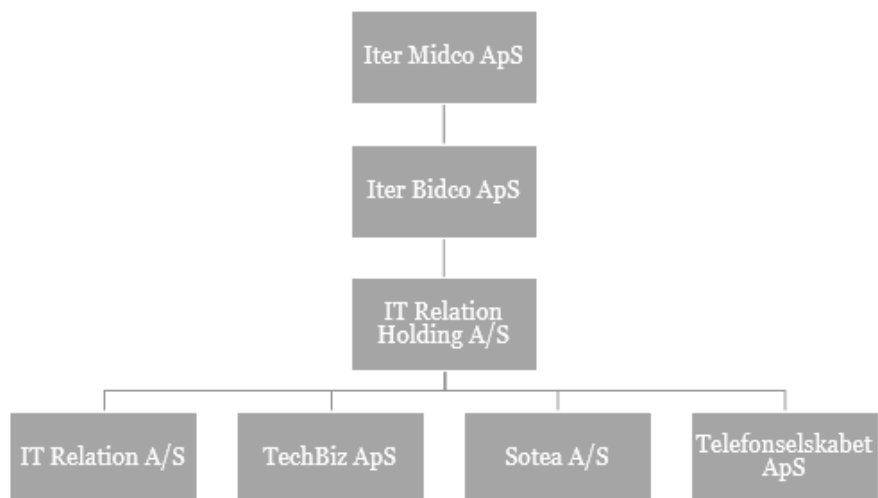 Iter Midco ApS
Iter Bidco ApS
IT Relation
Holding A/S
IT Relation A/S
TechBiz ApS
Sotea A/S
Telefonselskabet
ApS